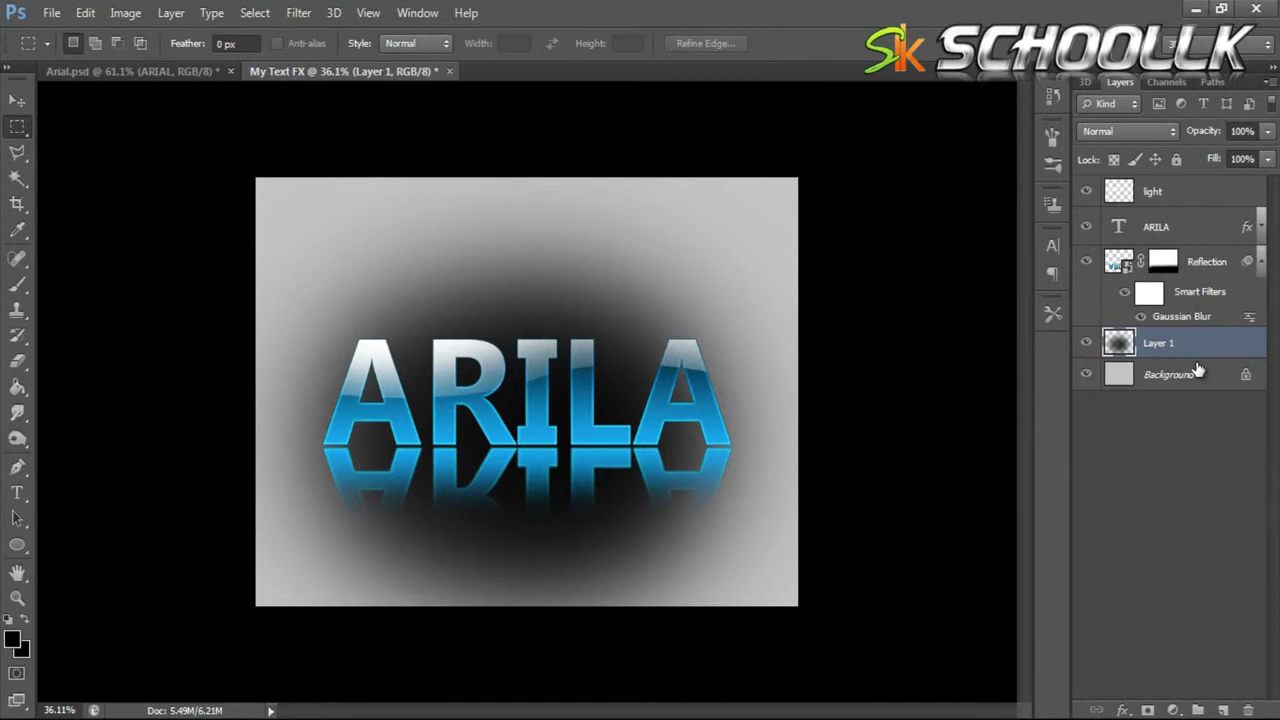 Ps File Edit Image Layer Type Select Filter 3D View Window Help
Feather: 0 px Anti-alias Style: Normal Width: Height: Refine Edge...
SK SCHOOLLK
Arial.psd @ 61.1% (ARIAL, RGB/8) * × My Text FX @ 36.1% (Layer 1, RGB/8) * ×
3D Layers Channels Paths
Kind
Normal Opacity: 100%
Lock: Fill: 100%
light
T ARILA fx
Reflection
Smart Filters
Gaussian Blur
Layer 1
Background
ARILA
36.11% Doc: 5.49M/6.21M
fx